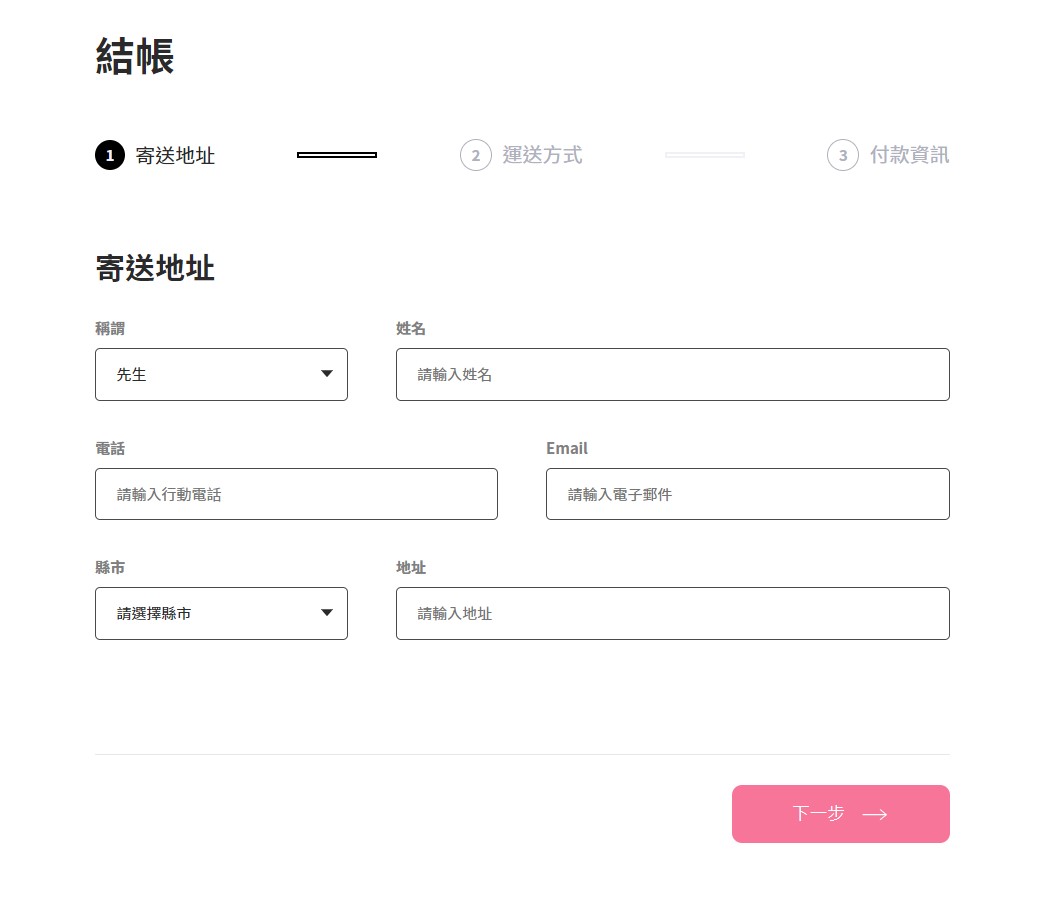 結帳
1 寄送地址 2 運送方式 3 付款資訊
寄送地址
稱謂 姓名
先生 請輸入姓名
電話 Email
請輸入行動電話 請輸入電子郵件
縣市 地址
請選擇縣市 請輸入地址
下一步